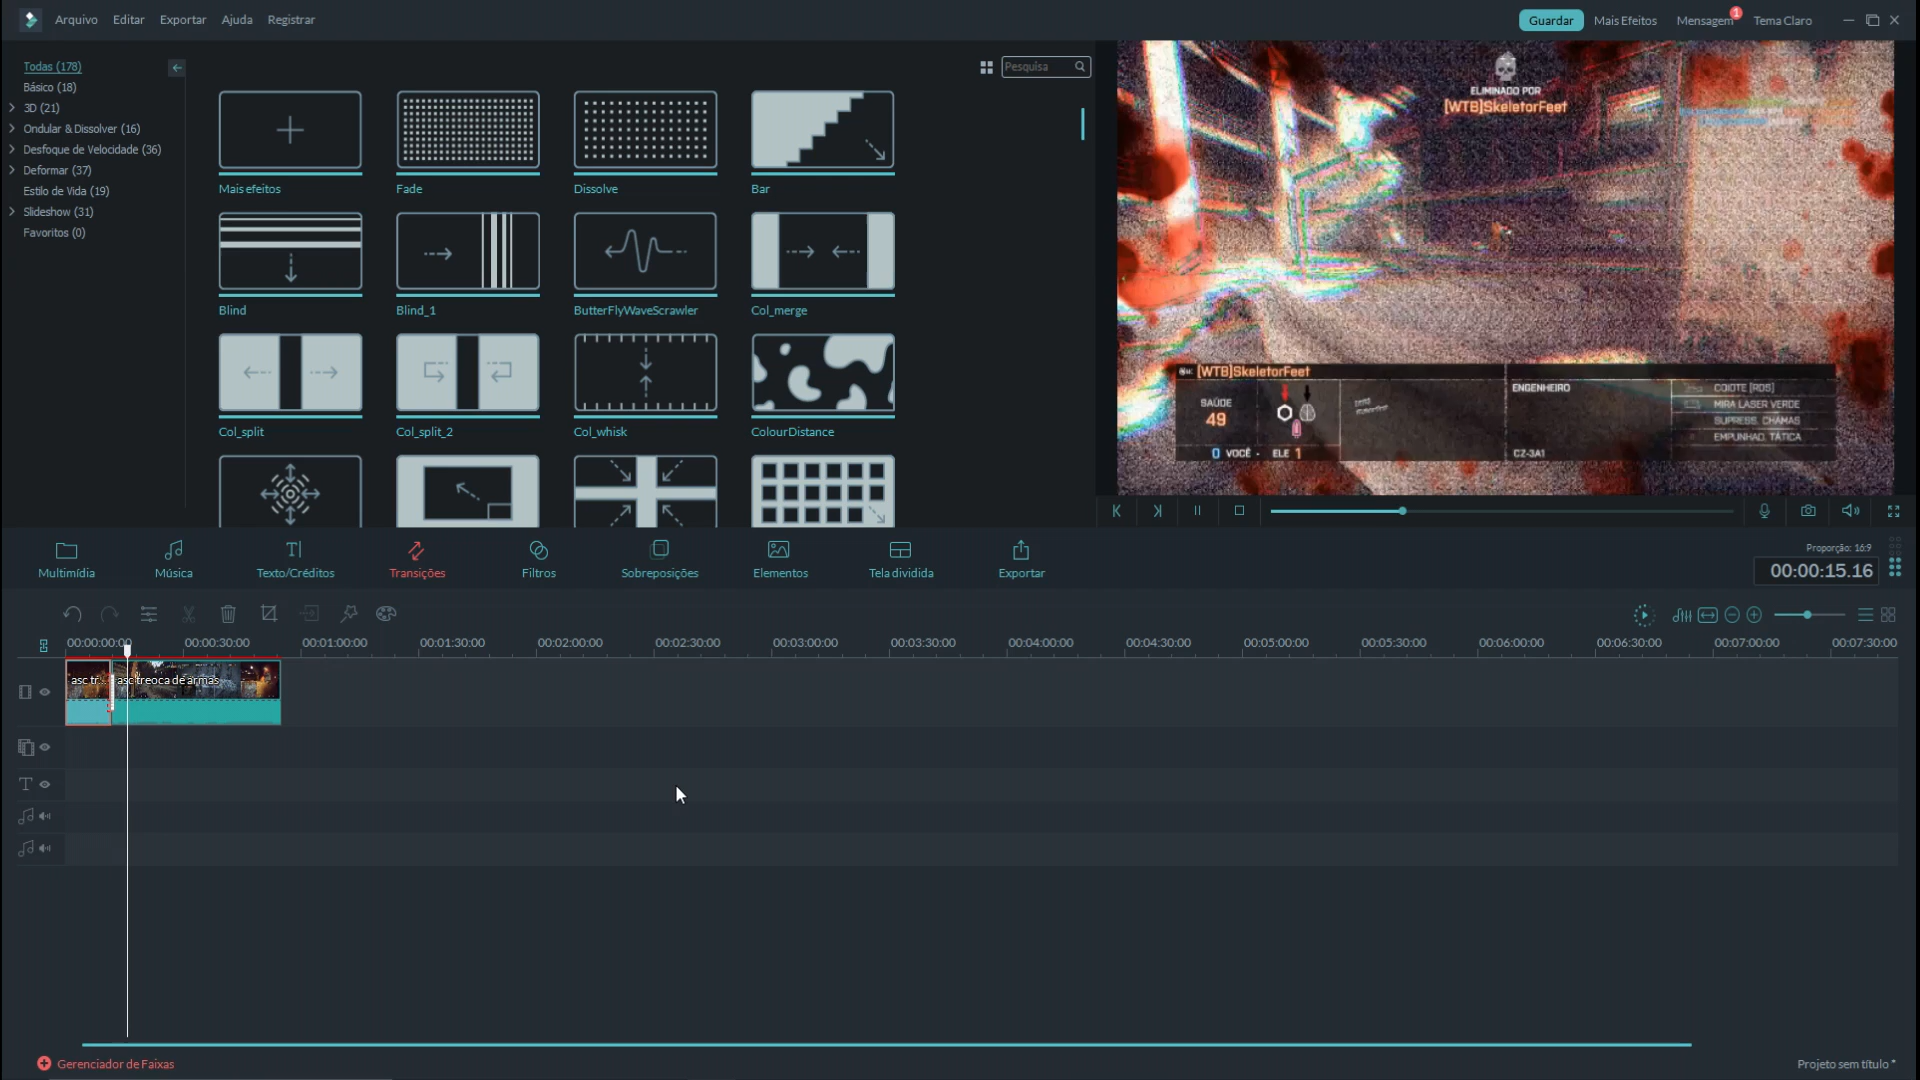 Arquivo Editar Exportar Ajuda Registrar
Guardar Mais Efeitos Mensagem 1 Tema Claro
Todas (178)
Básico (18)
3D (21)
Ondular & Dissolver (16)
Desfoque de Velocidade (36)
Deformar (37)
Estilo de Vida (19)
Slideshow (31)
Favoritos (0)
Pesquisa
Mais efeitos Fade Dissolve Bar
Blind Blind_1 ButterFlyWaveScrawler Col_merge
Col_split Col_split_2 Col_whisk ColourDistance
ELIMINADO POR
[WTB]SkeletorFeet
[WTB]SkeletorFeet
SAÚDE
49
0 VOCÊ - ELE 1
ENGENHEIRO
CZ-3A1
COIOTE [RDS]
MIRA LASER VERDE
SUPRESS. CHAMAS
EMPUNHAD. TÁTICA
Multimídia Música Texto/Créditos Transições Filtros Sobreposições Elementos Tela dividida Exportar
Proporção: 16:9
00:00:15.16
00:00:00:00 00:00:30:00 00:01:00:00 00:01:30:00 00:02:00:00 00:02:30:00 00:03:00:00 00:03:30:00 00:04:00:00 00:04:30:00 00:05:00:00 00:05:30:00 00:06:00:00 00:06:30:00 00:07:00:00 00:07:30:00
asc tr... asc treoca de armas
Gerenciador de Faixas
Projeto sem título *